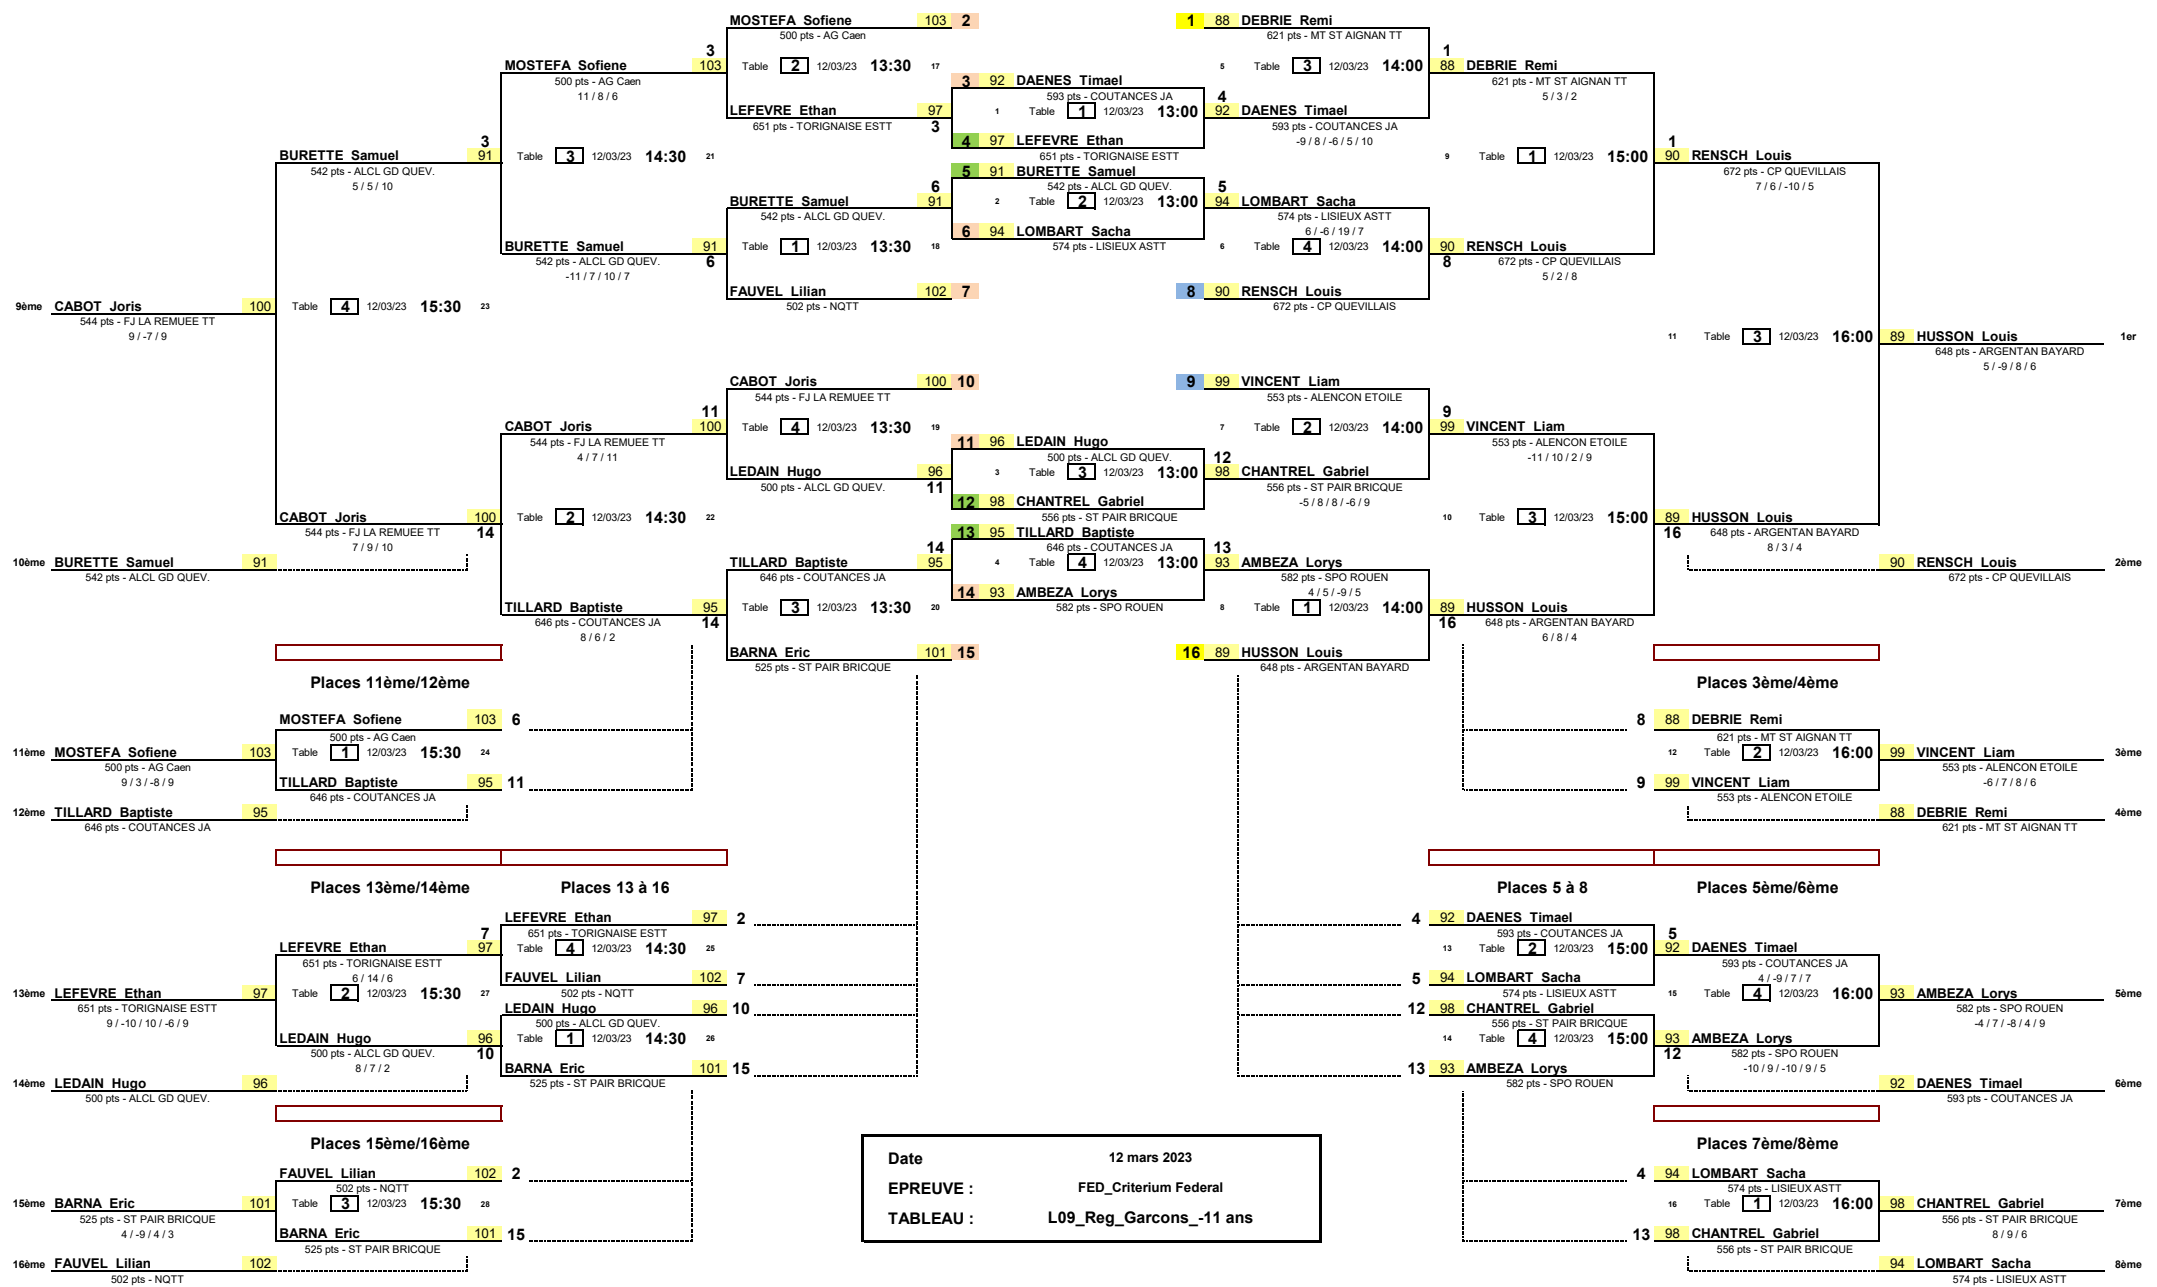 MOSTEFA Sofiene 103 2
500 pts - AG Caen
1 88 DEBRIE Remi
621 pts - MT ST AIGNAN TT
3
MOSTEFA Sofiene 103
500 pts - AG Caen
11 / 8 / 6
Table 2 12/03/23 13:30 17
5 Table 3 12/03/23 14:00
1
88 DEBRIE Remi
621 pts - MT ST AIGNAN TT
5 / 3 / 2
3 92 DAENES Timael
593 pts - COUTANCES JA
LEFEVRE Ethan 97
651 pts - TORIGNAISE ESTT
3
1 Table 1 12/03/23 13:00
4
92 DAENES Timael
593 pts - COUTANCES JA
-9 / 8 / -6 / 5 / 10
4 97 LEFEVRE Ethan
651 pts - TORIGNAISE ESTT
3
BURETTE Samuel 91
542 pts - ALCL GD QUEV.
5 / 5 / 10
Table 3 12/03/23 14:30 21
9 Table 1 12/03/23 15:00
1
90 RENSCH Louis
672 pts - CP QUEVILLAIS
7 / 6 / -10 / 5
5 91 BURETTE Samuel
542 pts - ALCL GD QUEV.
6
BURETTE Samuel 91
542 pts - ALCL GD QUEV.
2 Table 2 12/03/23 13:00
5
94 LOMBART Sacha
574 pts - LISIEUX ASTT
6 / -6 / 19 / 7
6 94 LOMBART Sacha
574 pts - LISIEUX ASTT
BURETTE Samuel 91
542 pts - ALCL GD QUEV.
6
-11 / 7 / 10 / 7
Table 1 12/03/23 13:30 18
6 Table 4 12/03/23 14:00
90 RENSCH Louis
8
672 pts - CP QUEVILLAIS
5 / 2 / 8
FAUVEL Lilian 102 7
502 pts - NQTT
8 90 RENSCH Louis
672 pts - CP QUEVILLAIS
9ème CABOT Joris 100
544 pts - FJ LA REMUEE TT
9 / -7 / 9
Table 4 12/03/23 15:30 23
11 Table 3 12/03/23 16:00
89 HUSSON Louis 1er
648 pts - ARGENTAN BAYARD
5 / -9 / 8 / 6
CABOT Joris 100 10
544 pts - FJ LA REMUEE TT
9 99 VINCENT Liam
553 pts - ALENCON ETOILE
11
CABOT Joris 100
544 pts - FJ LA REMUEE TT
4 / 7 / 11
Table 4 12/03/23 13:30 19
7 Table 2 12/03/23 14:00
9
99 VINCENT Liam
553 pts - ALENCON ETOILE
-11 / 10 / 2 / 9
11 96 LEDAIN Hugo
500 pts - ALCL GD QUEV.
LEDAIN Hugo 96
500 pts - ALCL GD QUEV.
11
3 Table 3 12/03/23 13:00
12
98 CHANTREL Gabriel
556 pts - ST PAIR BRICQUE
-5 / 8 / 8 / -6 / 9
12 98 CHANTREL Gabriel
556 pts - ST PAIR BRICQUE
CABOT Joris 100
544 pts - FJ LA REMUEE TT
14
7 / 9 / 10
Table 2 12/03/23 14:30 22
10 Table 3 12/03/23 15:00
89 HUSSON Louis
16
648 pts - ARGENTAN BAYARD
8 / 3 / 4
13 95 TILLARD Baptiste
646 pts - COUTANCES JA
10ème BURETTE Samuel 91
542 pts - ALCL GD QUEV.
14
TILLARD Baptiste 95
646 pts - COUTANCES JA
4 Table 4 12/03/23 13:00
13
93 AMBEZA Lorys
582 pts - SPO ROUEN
4 / 5 / -9 / 5
90 RENSCH Louis 2ème
672 pts - CP QUEVILLAIS
14 93 AMBEZA Lorys
582 pts - SPO ROUEN
TILLARD Baptiste 95
646 pts - COUTANCES JA
14
8 / 6 / 2
Table 3 12/03/23 13:30 20
8 Table 1 12/03/23 14:00
89 HUSSON Louis
16
648 pts - ARGENTAN BAYARD
6 / 8 / 4
BARNA Eric 101 15
525 pts - ST PAIR BRICQUE
16 89 HUSSON Louis
648 pts - ARGENTAN BAYARD
Places 11ème/12ème
Places 3ème/4ème
MOSTEFA Sofiene 103 6
500 pts - AG Caen
8 88 DEBRIE Remi
621 pts - MT ST AIGNAN TT
11ème MOSTEFA Sofiene 103
500 pts - AG Caen
9 / 3 / -8 / 9
Table 1 12/03/23 15:30 24
12 Table 2 12/03/23 16:00
99 VINCENT Liam 3ème
553 pts - ALENCON ETOILE
-6 / 7 / 8 / 6
TILLARD Baptiste 95 11
646 pts - COUTANCES JA
9 99 VINCENT Liam
553 pts - ALENCON ETOILE
12ème TILLARD Baptiste 95
646 pts - COUTANCES JA
88 DEBRIE Remi 4ème
621 pts - MT ST AIGNAN TT
Places 13ème/14ème Places 13 à 16
Places 5 à 8 Places 5ème/6ème
LEFEVRE Ethan 97 2
651 pts - TORIGNAISE ESTT
4 92 DAENES Timael
593 pts - COUTANCES JA
7
LEFEVRE Ethan 97
651 pts - TORIGNAISE ESTT
6 / 14 / 6
Table 4 12/03/23 14:30 25
13 Table 2 12/03/23 15:00
5
92 DAENES Timael
593 pts - COUTANCES JA
4 / -9 / 7 / 7
FAUVEL Lilian 102 7
502 pts - NQTT
5 94 LOMBART Sacha
574 pts - LISIEUX ASTT
13ème LEFEVRE Ethan 97
651 pts - TORIGNAISE ESTT
9 / -10 / 10 / -6 / 9
Table 2 12/03/23 15:30 27
15 Table 4 12/03/23 16:00
93 AMBEZA Lorys 5ème
582 pts - SPO ROUEN
-4 / 7 / -8 / 4 / 9
LEDAIN Hugo 96 10
500 pts - ALCL GD QUEV.
12 98 CHANTREL Gabriel
556 pts - ST PAIR BRICQUE
LEDAIN Hugo 96
500 pts - ALCL GD QUEV.
10
8 / 7 / 2
Table 1 12/03/23 14:30 26
14 Table 4 12/03/23 15:00
93 AMBEZA Lorys
12
582 pts - SPO ROUEN
-10 / 9 / -10 / 9 / 5
BARNA Eric 101 15
525 pts - ST PAIR BRICQUE
13 93 AMBEZA Lorys
582 pts - SPO ROUEN
14ème LEDAIN Hugo 96
500 pts - ALCL GD QUEV.
92 DAENES Timael 6ème
593 pts - COUTANCES JA
Places 15ème/16ème
Places 7ème/8ème
Date 12 mars 2023
EPREUVE : FED_Criterium Federal
TABLEAU : L09_Reg_Garcons_-11 ans
FAUVEL Lilian 102 2
502 pts - NQTT
4 94 LOMBART Sacha
574 pts - LISIEUX ASTT
15ème BARNA Eric 101
525 pts - ST PAIR BRICQUE
4 / -9 / 4 / 3
Table 3 12/03/23 15:30 28
16 Table 1 12/03/23 16:00
98 CHANTREL Gabriel 7ème
556 pts - ST PAIR BRICQUE
8 / 9 / 6
BARNA Eric 101 15
525 pts - ST PAIR BRICQUE
13 98 CHANTREL Gabriel
556 pts - ST PAIR BRICQUE
16ème FAUVEL Lilian 102
502 pts - NQTT
94 LOMBART Sacha 8ème
574 pts - LISIEUX ASTT